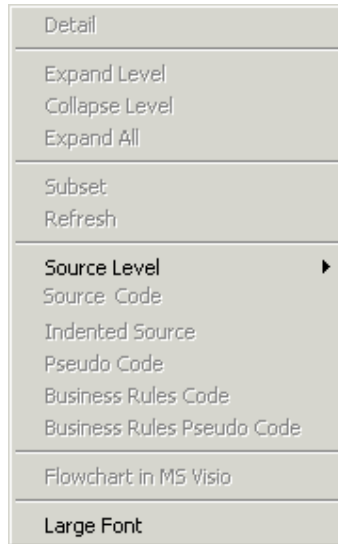 Detail
Expand Level
Collapse Level
Expand All
Subset
Refresh
Source Level
Source Code
Indented Source
Pseudo Code
Business Rules Code
Business Rules Pseudo Code
Flowchart in MS Visio
Large Font